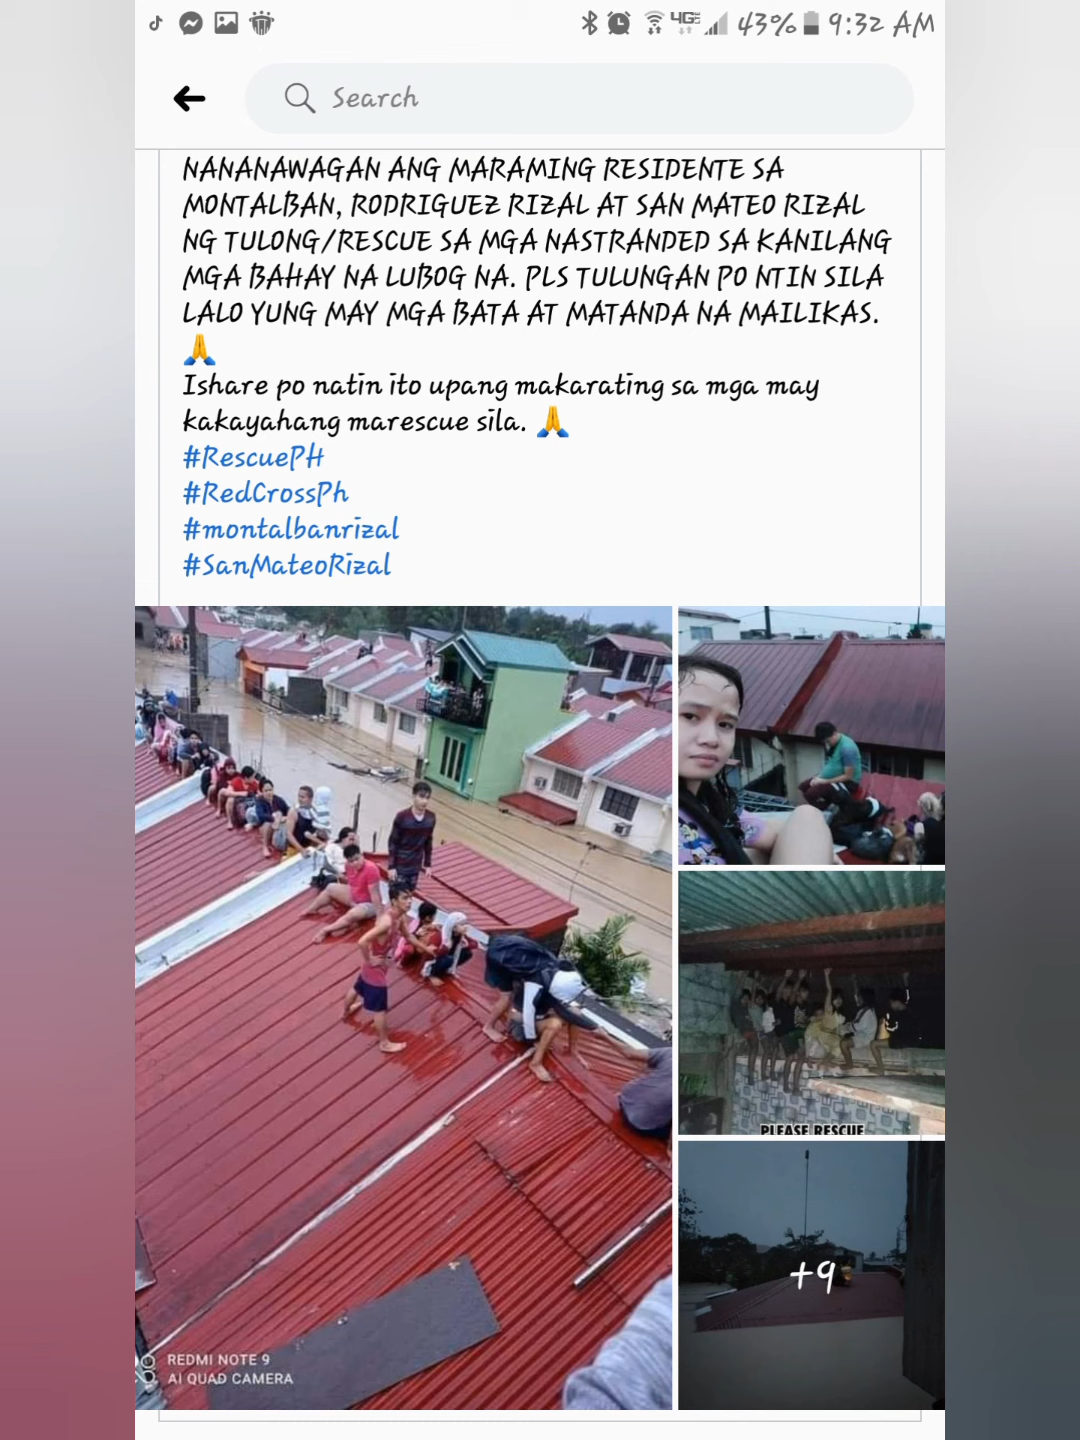 43% 9:32 AM
Search
NANANAWAGAN ANG MARAMING RESIDENTE SA
MONTALBAN, RODRIGUEZ RIZAL AT SAN MATEO RIZAL
NG TULONG/RESCUE SA MGA NASTRANDED SA KANILANG
MGA BAHAY NA LUBOG NA. PLS TULUNGAN PO NTIN SILA
LALO YUNG MAY MGA BATA AT MATANDA NA MAILIKAS.
🙏
Ishare po natin ito upang makarating sa mga may
kakayahang marescue sila. 🙏
#RescuePH
#RedCrossPh
#montalbanrizal
#SanMateoRizal
PLEASE RESCUE
+9
REDMI NOTE 9
AI QUAD CAMERA